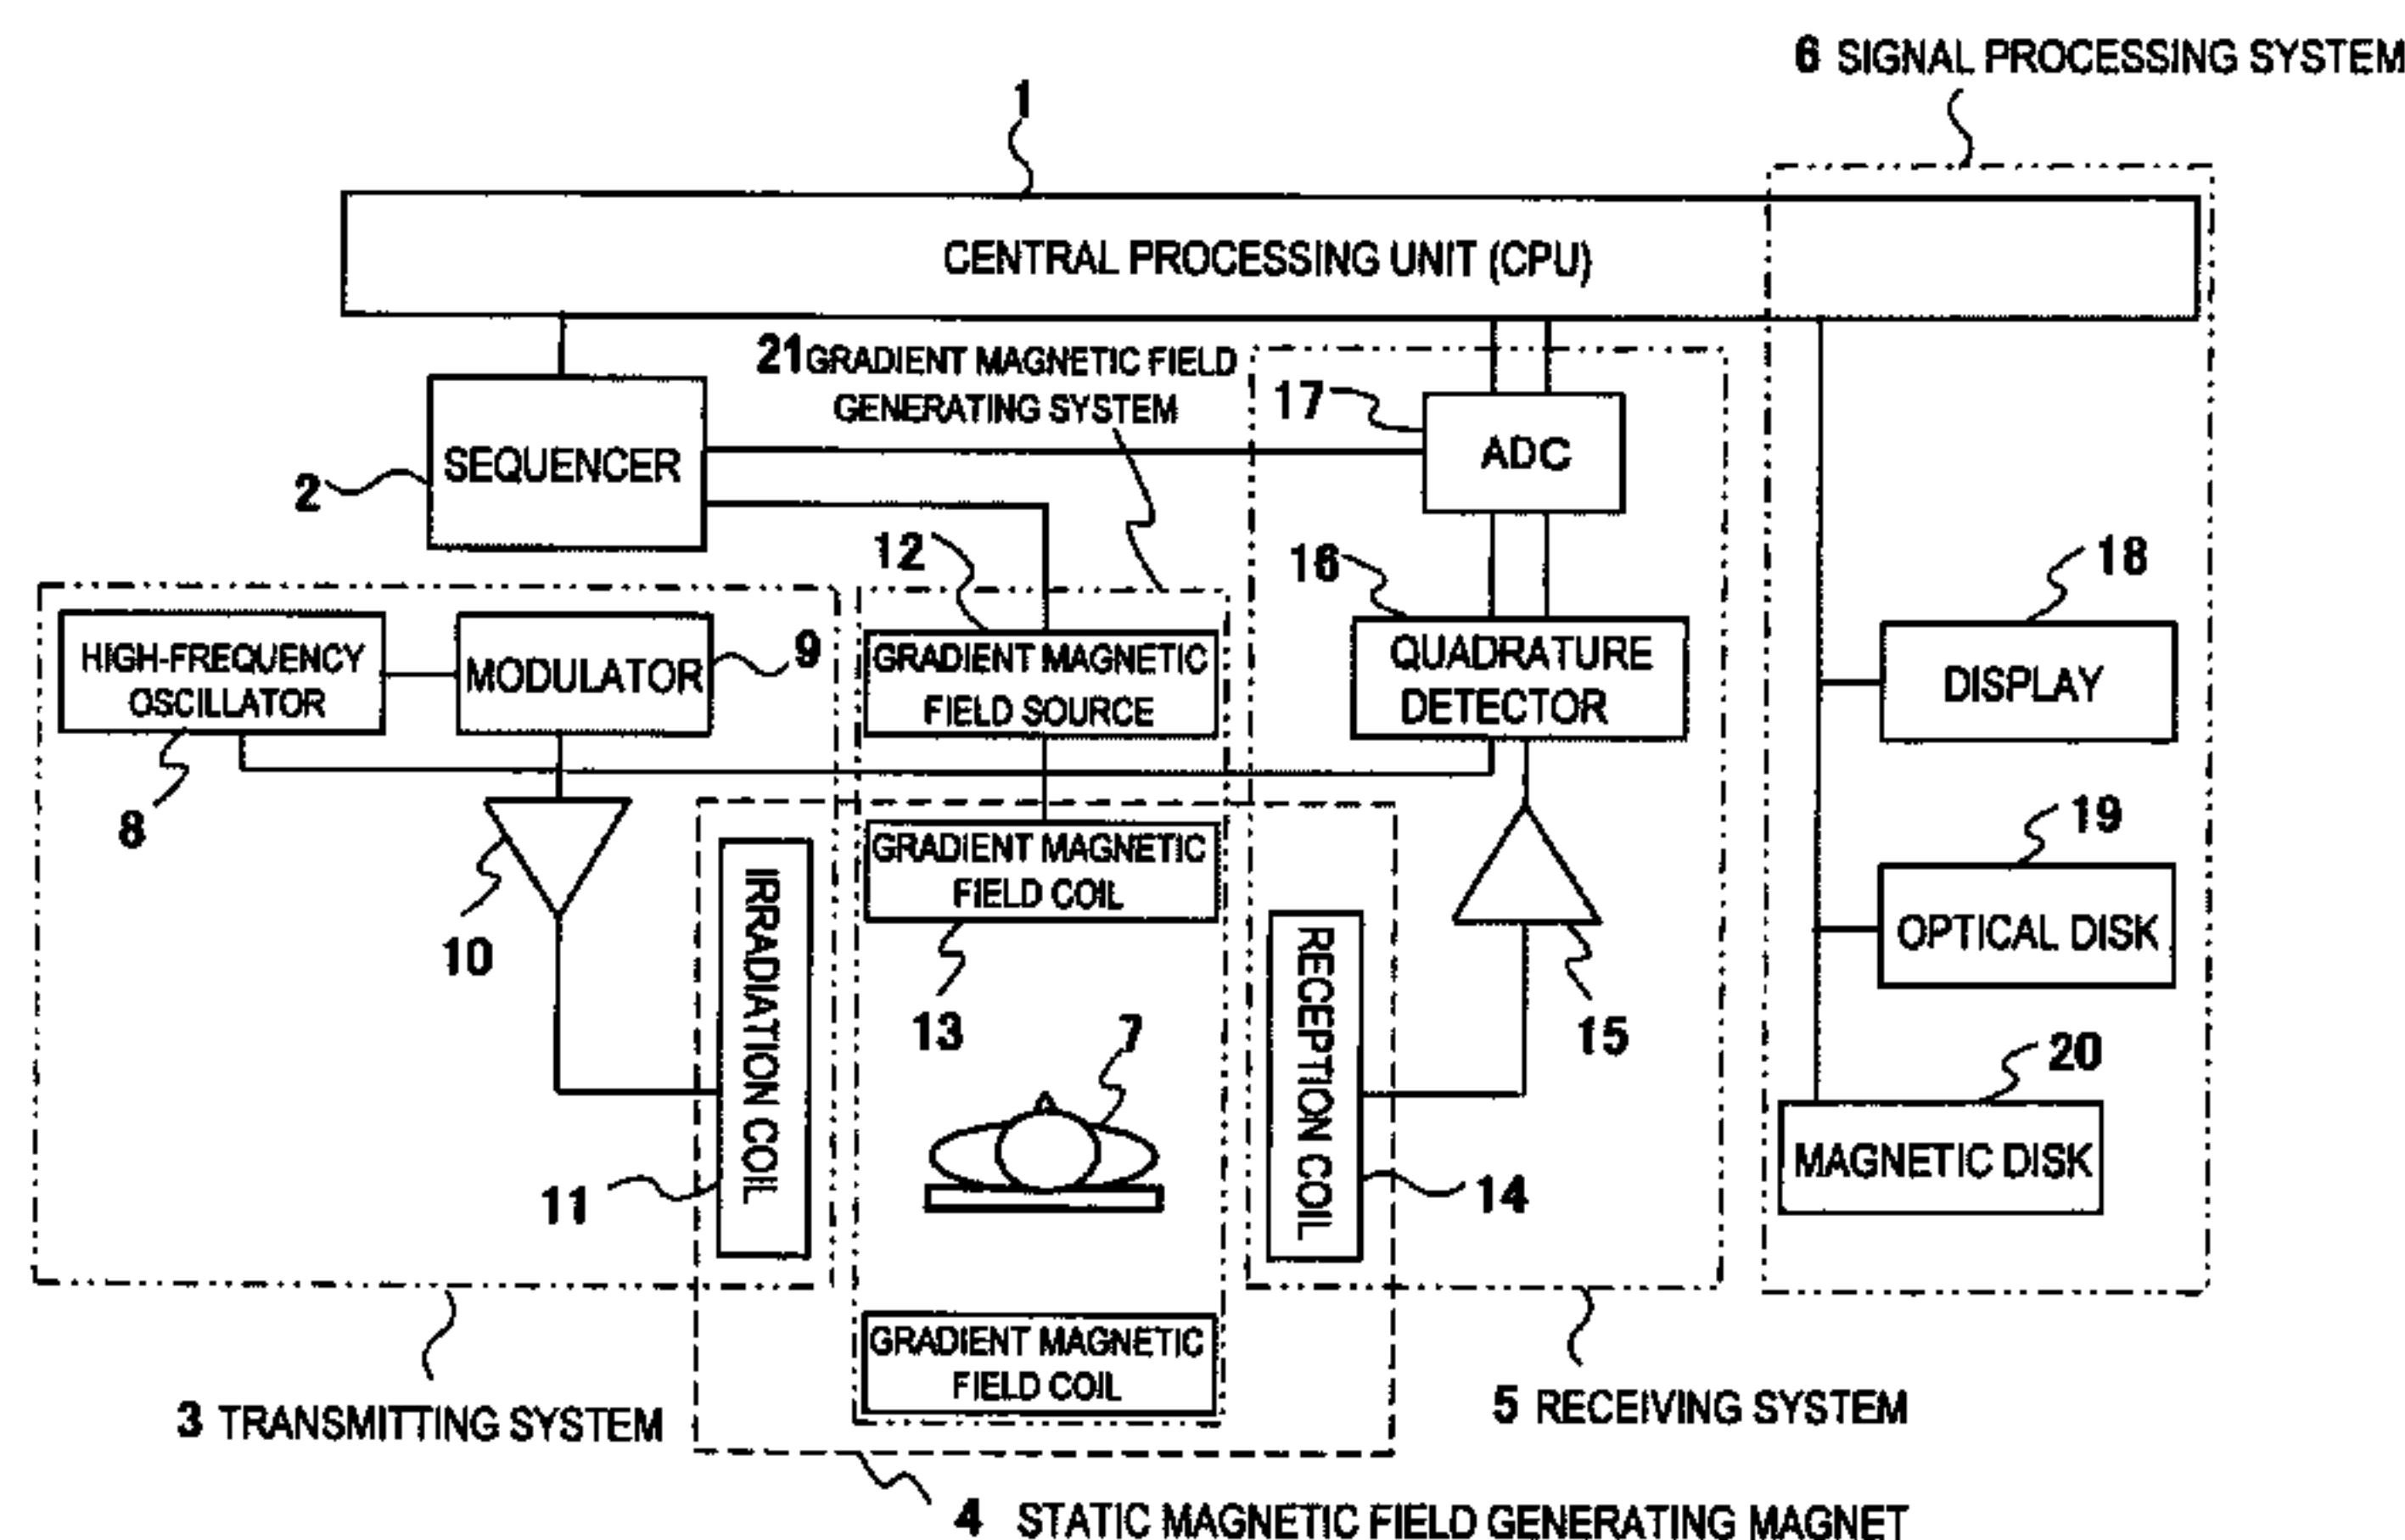 6 SIGNAL PROCESSING SYSTEM
1
CENTRAL PROCESSING UNIT (CPU)
21 GRADIENT MAGNETIC FIELD
GENERATING SYSTEM
17
ADC
SEQUENCER
2
12
16
18
HIGH-FREQUENCY
OSCILLATOR
MODULATOR
9
GRADIENT MAGNETIC
FIELD SOURCE
QUADRATURE
DETECTOR
DISPLAY
8
10
IRRADIATION COIL
GRADIENT MAGNETIC
FIELD COIL
19
OPTICAL DISK
13
7
RECEPTION COIL
15
20
11
14
MAGNETIC DISK
GRADIENT MAGNETIC
FIELD COIL
3 TRANSMITTING SYSTEM
5 RECEIVING SYSTEM
4 STATIC MAGNETIC FIELD GENERATING MAGNET